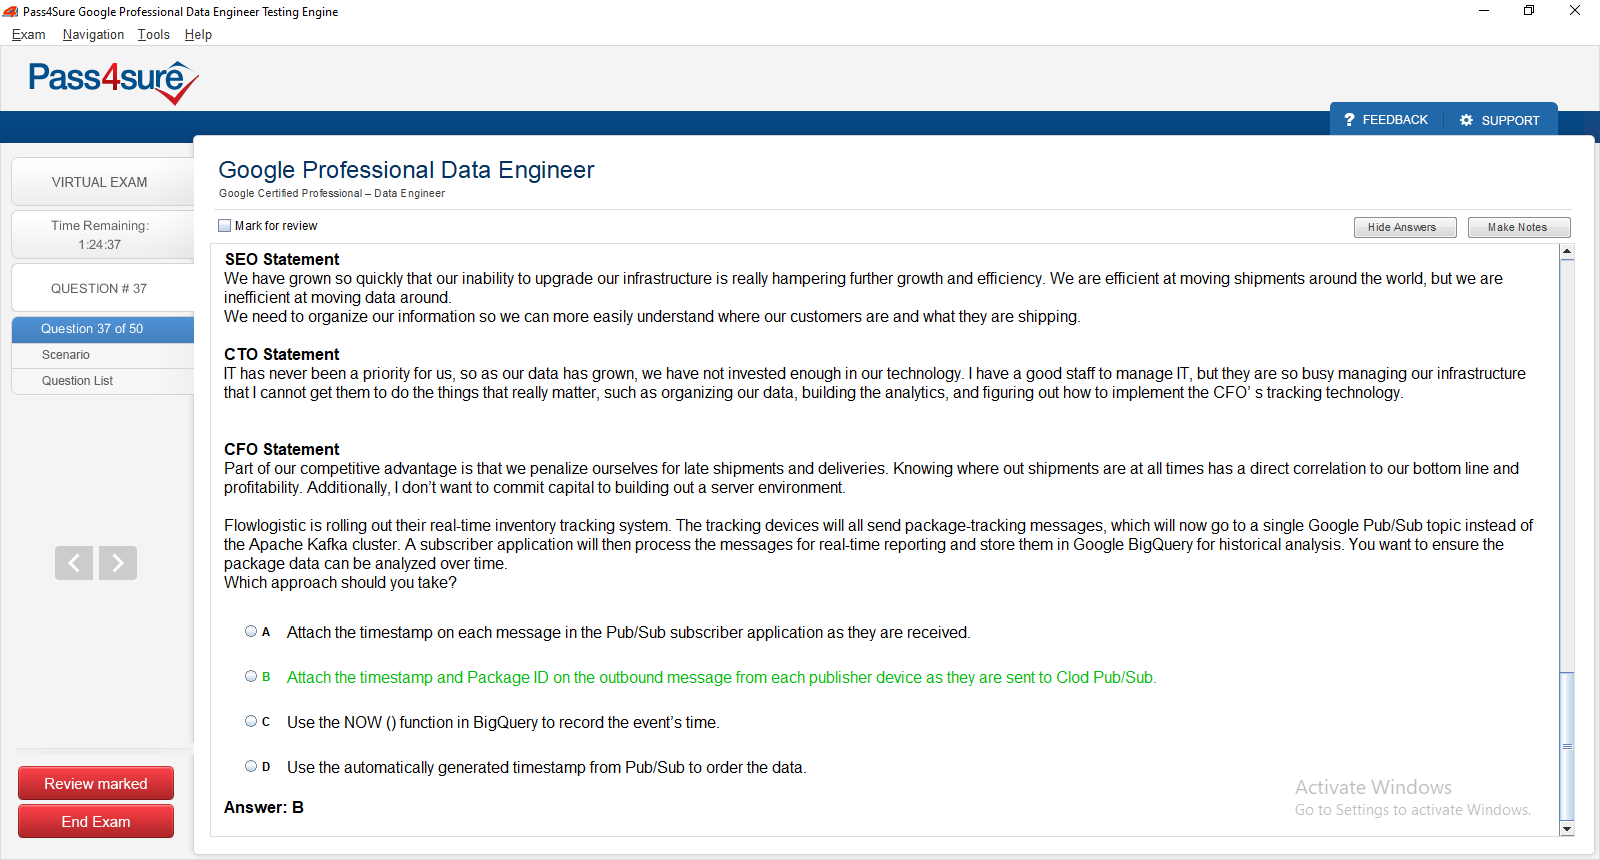 Pass4Sure Google Professional Data Engineer Testing Engine
Exam Navigation Tools Help
Pass4sure
? FEEDBACK SUPPORT
VIRTUAL EXAM
Time Remaining:
1:24:37
QUESTION # 37
Question 37 of 50
Scenario
Question List
Review marked
End Exam
Google Professional Data Engineer
Google Certified Professional – Data Engineer
Mark for review
Hide Answers Make Notes
SEO Statement
We have grown so quickly that our inability to upgrade our infrastructure is really hampering further growth and efficiency. We are efficient at moving shipments around the world, but we are
inefficient at moving data around.
We need to organize our information so we can more easily understand where our customers are and what they are shipping.
CTO Statement
IT has never been a priority for us, so as our data has grown, we have not invested enough in our technology. I have a good staff to manage IT, but they are so busy managing our infrastructure
that I cannot get them to do the things that really matter, such as organizing our data, building the analytics, and figuring out how to implement the CFO' s tracking technology.
CFO Statement
Part of our competitive advantage is that we penalize ourselves for late shipments and deliveries. Knowing where out shipments are at all times has a direct correlation to our bottom line and
profitability. Additionally, I don't want to commit capital to building out a server environment.
Flowlogistic is rolling out their real-time inventory tracking system. The tracking devices will all send package-tracking messages, which will now go to a single Google Pub/Sub topic instead of
the Apache Kafka cluster. A subscriber application will then process the messages for real-time reporting and store them in Google BigQuery for historical analysis. You want to ensure the
package data can be analyzed over time.
Which approach should you take?
A Attach the timestamp on each message in the Pub/Sub subscriber application as they are received.
B Attach the timestamp and Package ID on the outbound message from each publisher device as they are sent to Clod Pub/Sub.
C Use the NOW () function in BigQuery to record the event's time.
D Use the automatically generated timestamp from Pub/Sub to order the data.
Answer: B
Activate Windows
Go to Settings to activate Windows.